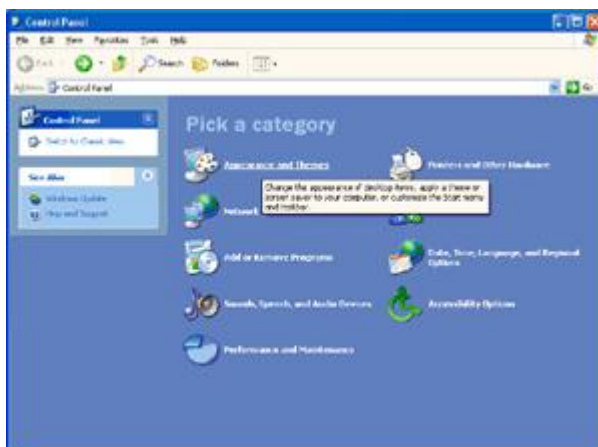 Control Panel
File Edit View Favorites Tools Help
Back Search Folders
Address Control Panel Go
Control Panel
Switch to Classic View
See Also
Windows Update
Help and Support
Pick a category
Appearance and Themes
Printers and Other Hardware
Change the appearance of desktop items, apply a theme or
screen saver to your computer, or customize the Start menu
and taskbar.
Network
Add or Remove Programs
Date, Time, Language, and Regional
Options
Sounds, Speech, and Audio Devices
Accessibility Options
Performance and Maintenance